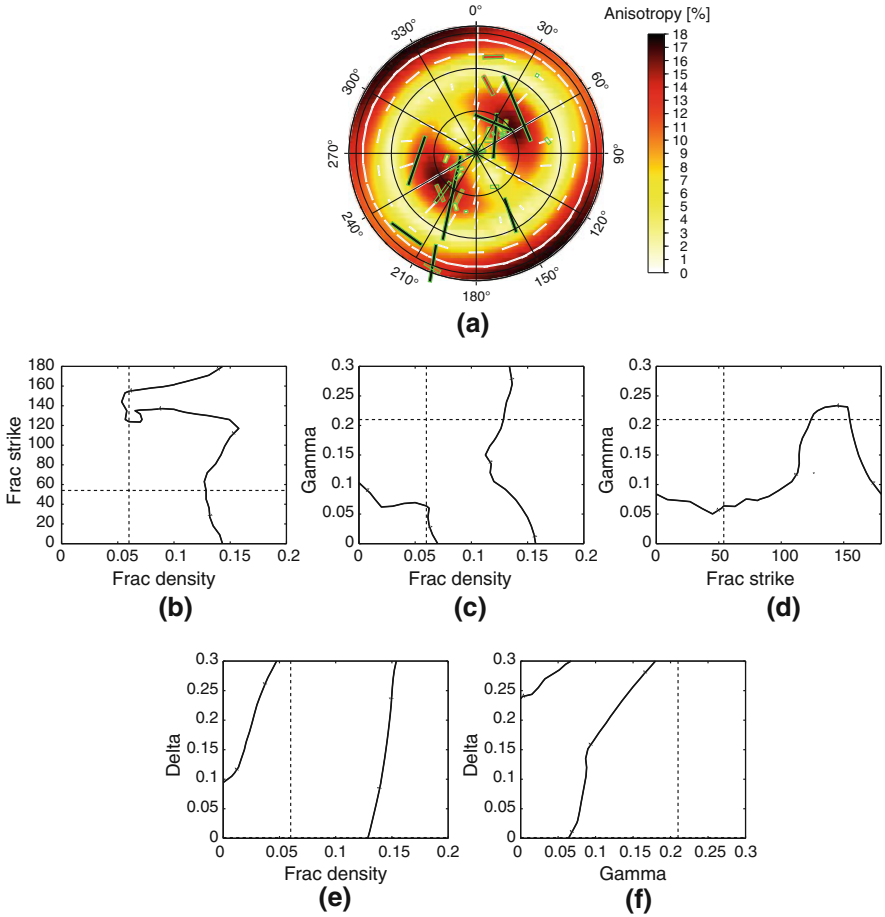 0° Anisotropy [%]
330° 30° 18
17
16
300° 60° 15
14
13
12
11
270° 90° 10
9
8
7
6
240° 120° 5
4
3
2
210° 150° 1
180° 0
(a)
180 0.3 0.3
160 0.25 0.25
140
120 0.2 0.2
100 0.15 0.15
80
60 0.1 0.1
40 0.05 0.05
20
0 0 0
Frac strike Gamma Gamma
0 0.05 0.1 0.15 0.2 0 0.05 0.1 0.15 0.2 0 50 100 150
Frac density Frac density Frac strike
(b) (c) (d)
0.3 0.3
0.25 0.25
0.2 0.2
0.15 0.15
0.1 0.1
0.05 0.05
0 0
Delta Delta
0 0.05 0.1 0.15 0.2 0 0.05 0.1 0.15 0.2 0.25 0.3
Frac density Gamma
(e) (f)